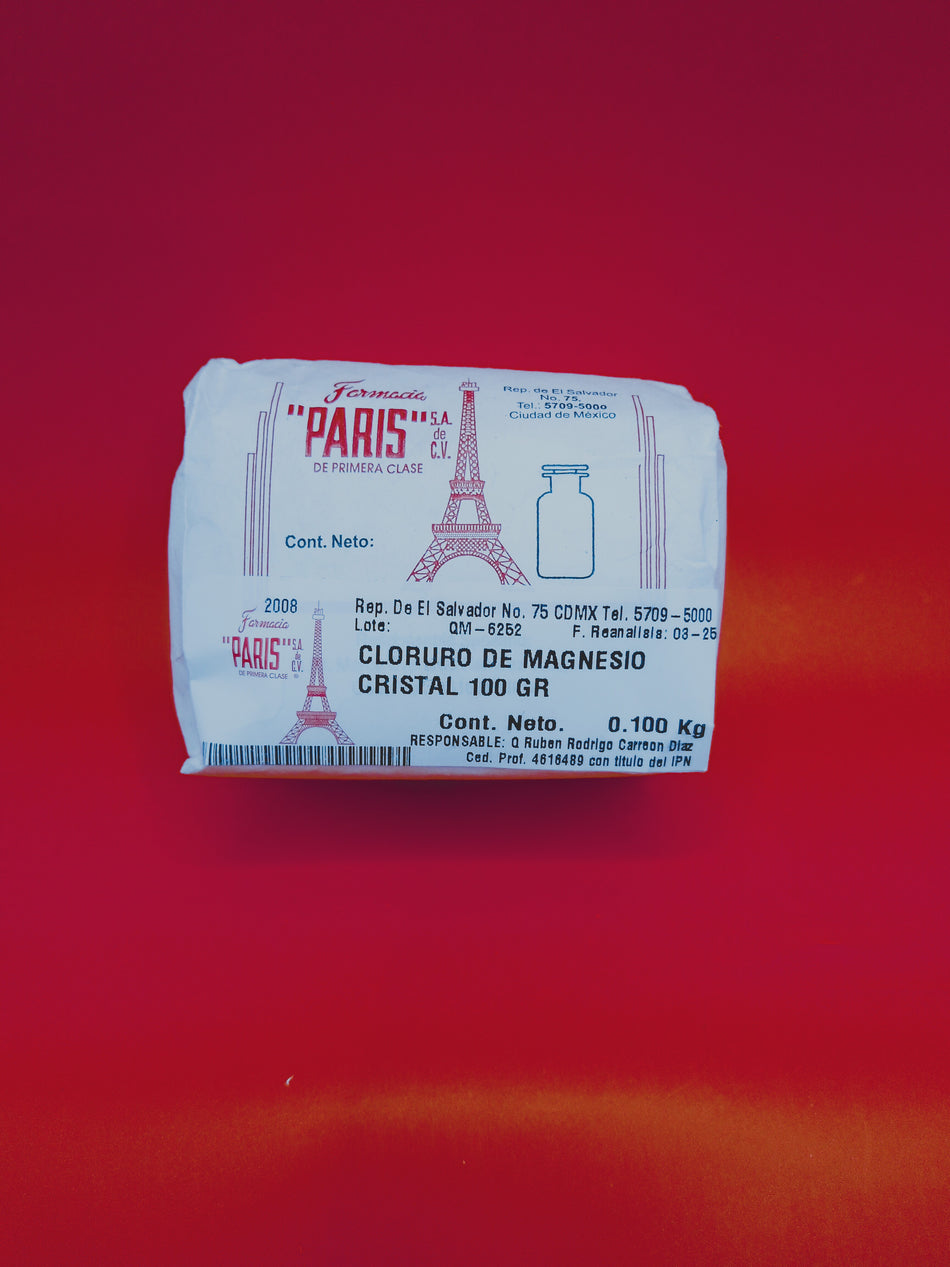 Farmacia
"PARIS" S.A. de C.V.
DE PRIMERA CLASE
Rep. de El Salvador
No. 75,
Tel.: 5709-5000
Ciudad de México
Cont. Neto:
2008
Farmacia
"PARIS" S.A. de C.V.
DE PRIMERA CLASE
Rep. De El Salvador No. 75 CDMX Tel. 5709-5000
Lote: QM-6252 F. Reanalisis: 03-25
CLORURO DE MAGNESIO
CRISTAL 100 GR
Cont. Neto. 0.100 Kg
RESPONSABLE: Q Ruben Rodrigo Carreon Diaz
Ced. Prof. 4616489 con titulo del IPN